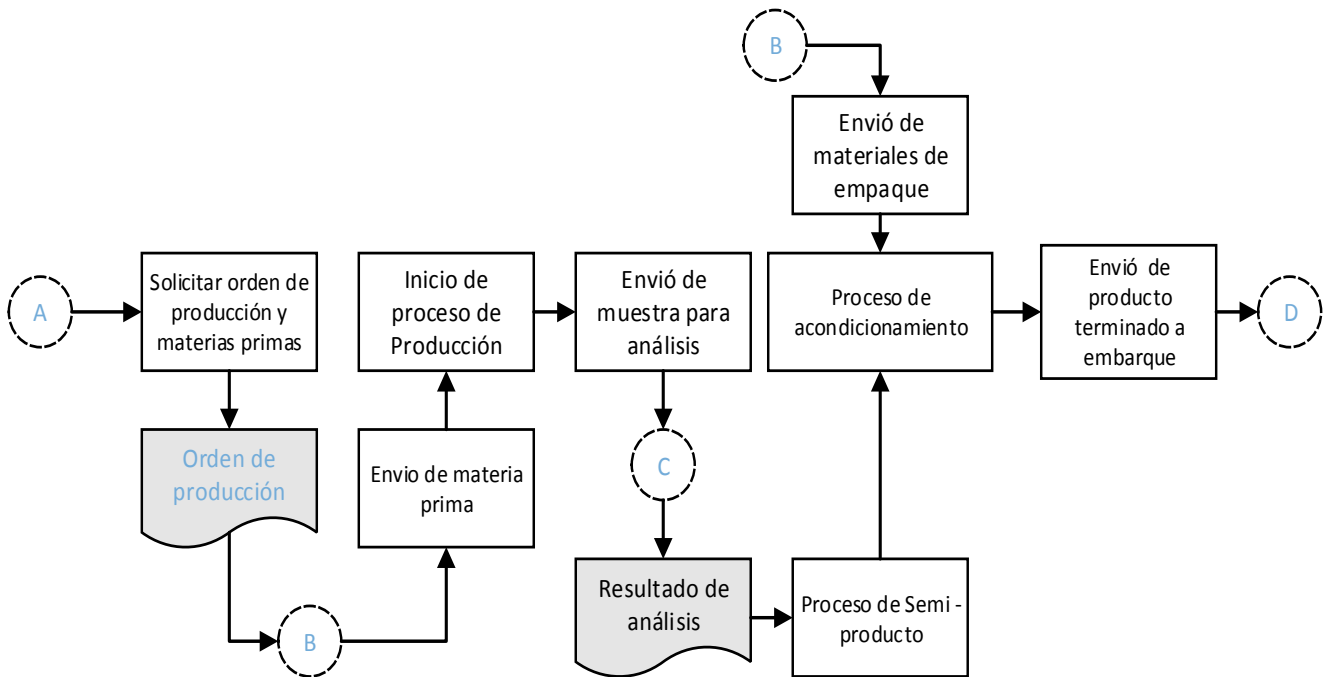 B
Envió de
materiales de
empaque
A
Solicitar orden de
producción y
materias primas
Inicio de
proceso de
Producción
Envió de
muestra para
análisis
Proceso de
acondicionamiento
Envió de
producto
terminado a
embarque
D
Orden de
producción
Envio de materia
prima
C
B
Resultado de
análisis
Proceso de Semi -
producto